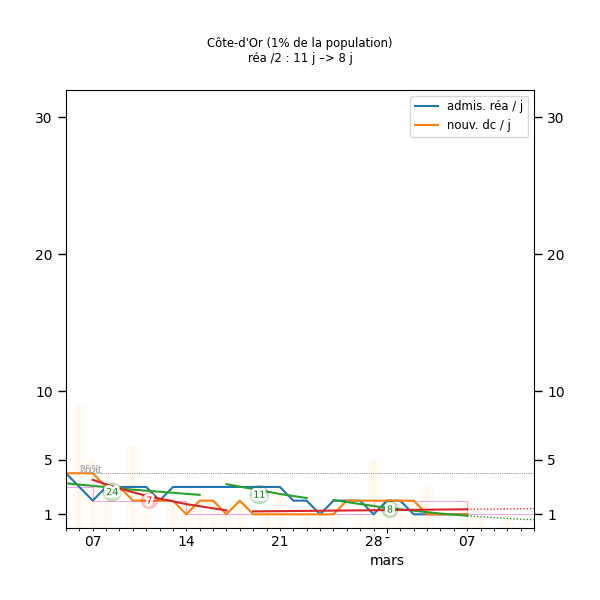 Côte-d'Or (1% de la population)
réa /2 : 11 j –> 8 j
admis. réa / j
nouv. dc / j
30 30
20 20
10 10
5 5
1 1
24
7
11
8
07 14 21 28 07
mars